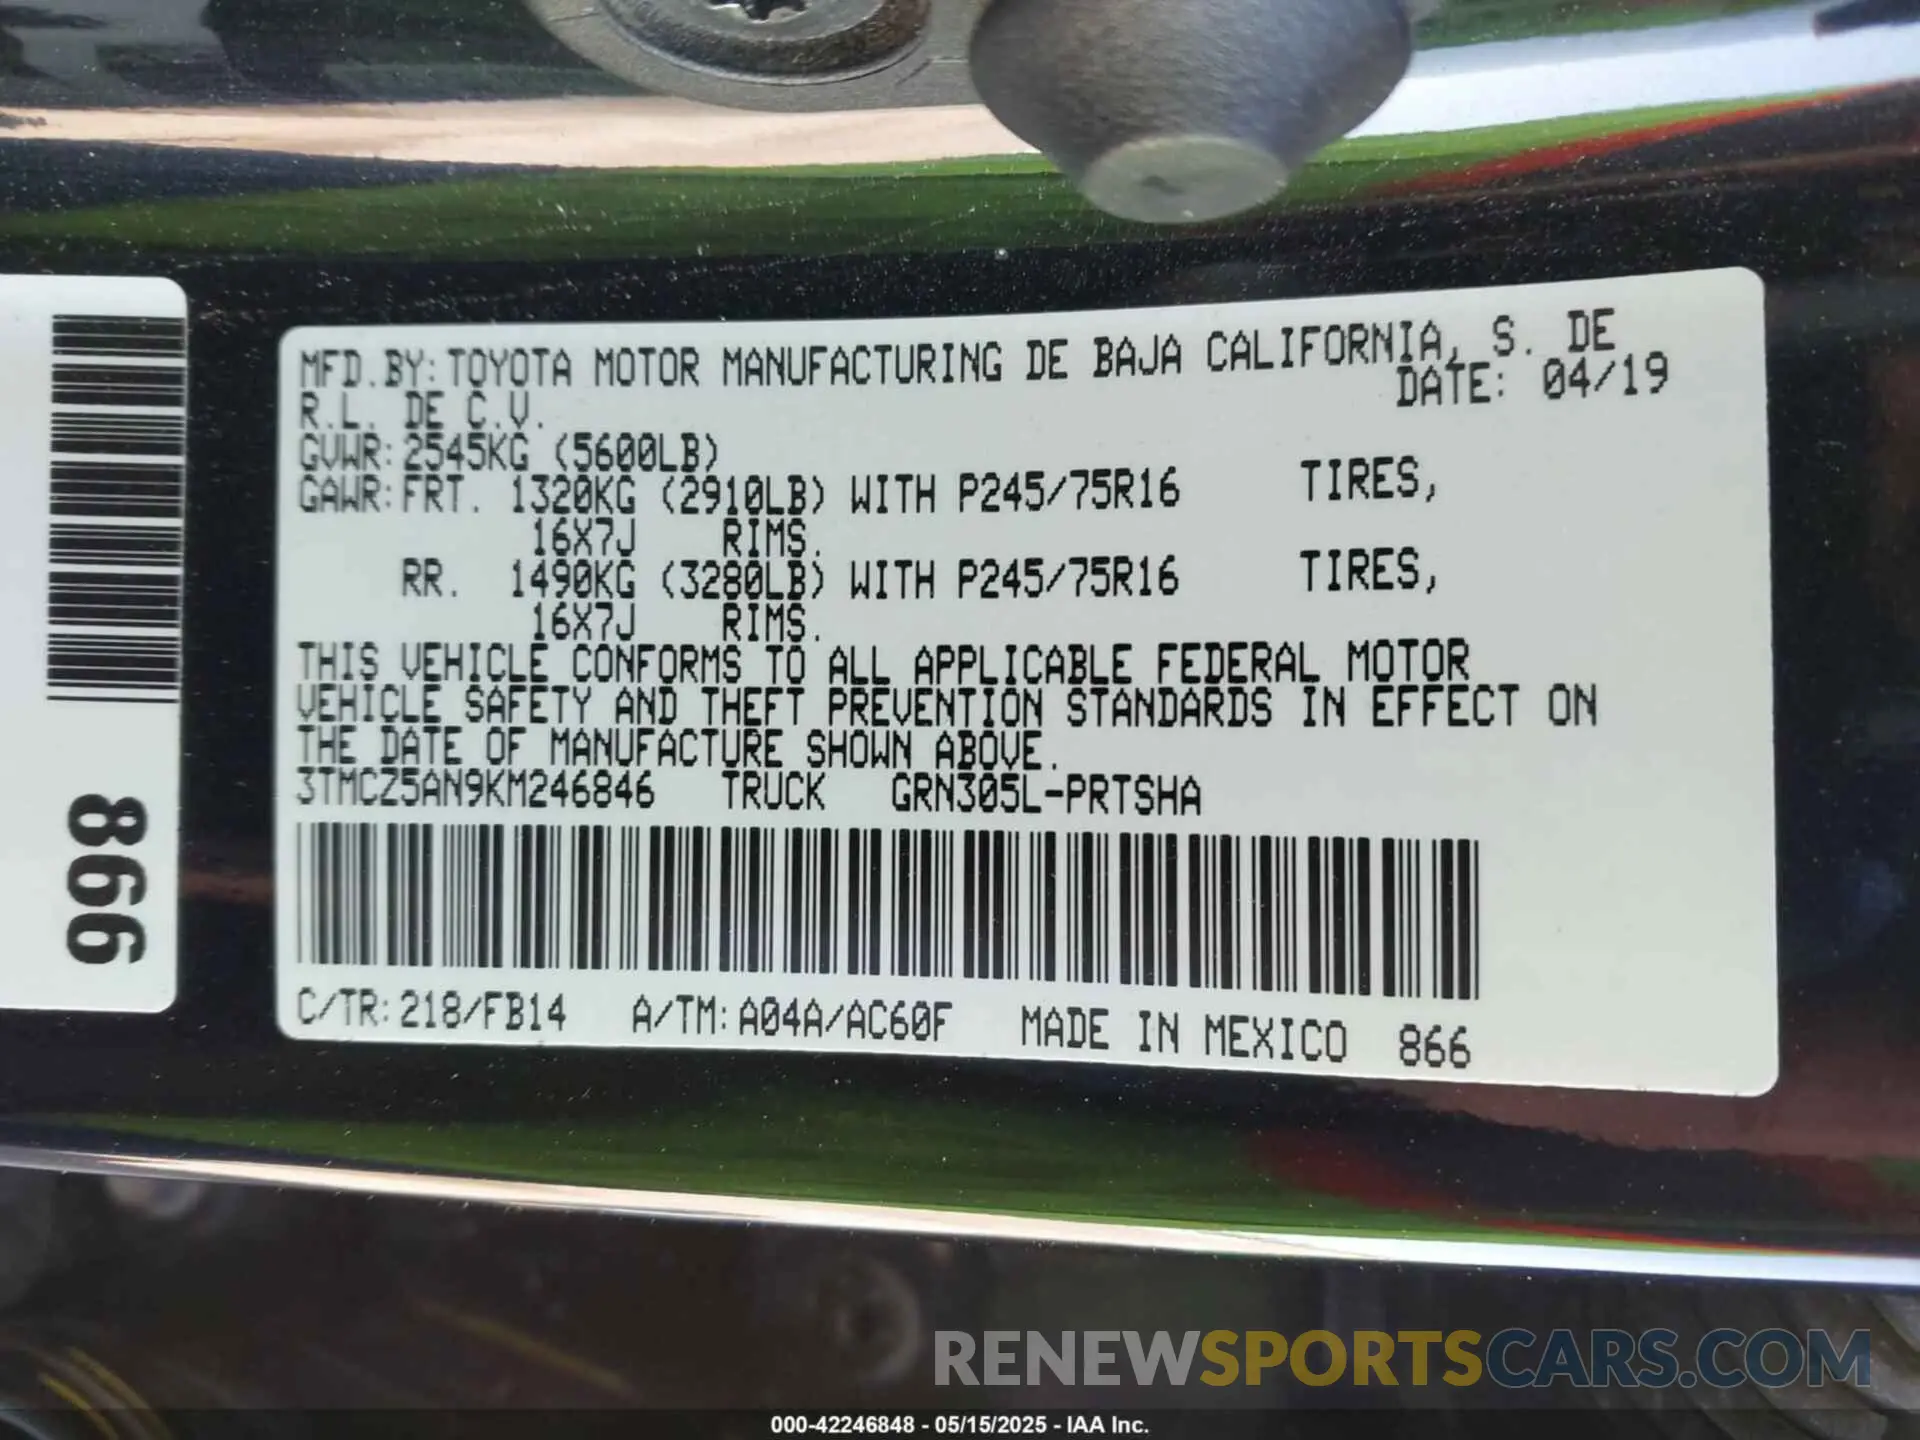 MFD.BY: TOYOTA MOTOR MANUFACTURING DE BAJA CALIFORNIA, S. DE
R.L. DE C.V. DATE: 04/19
GVWR: 2545KG (5600LB)
GAWR: FRT. 1320KG (2910LB) WITH P245/75R16 TIRES,
16X7J RIMS.
RR. 1490KG (3280LB) WITH P245/75R16 TIRES,
16X7J RIMS.
THIS VEHICLE CONFORMS TO ALL APPLICABLE FEDERAL MOTOR
VEHICLE SAFETY AND THEFT PREVENTION STANDARDS IN EFFECT ON
THE DATE OF MANUFACTURE SHOWN ABOVE.
3TMCZ5AN9KM246846 TRUCK GRN305L-PRTSHA
C/TR: 218/FB14 A/TM: A04A/AC60F MADE IN MEXICO 866
866
RENEWSPORTSCARS.COM
000-42246848 - 05/15/2025 - IAA Inc.